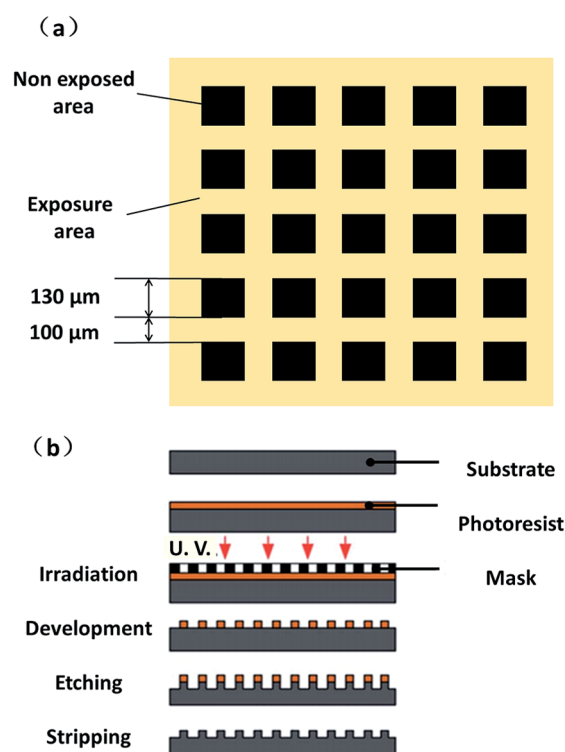 （a）
Non exposed
area
Exposure
area
130 μm
100 μm
（b）
Substrate
Photoresist
U. V.
Irradiation
Mask
Development
Etching
Stripping